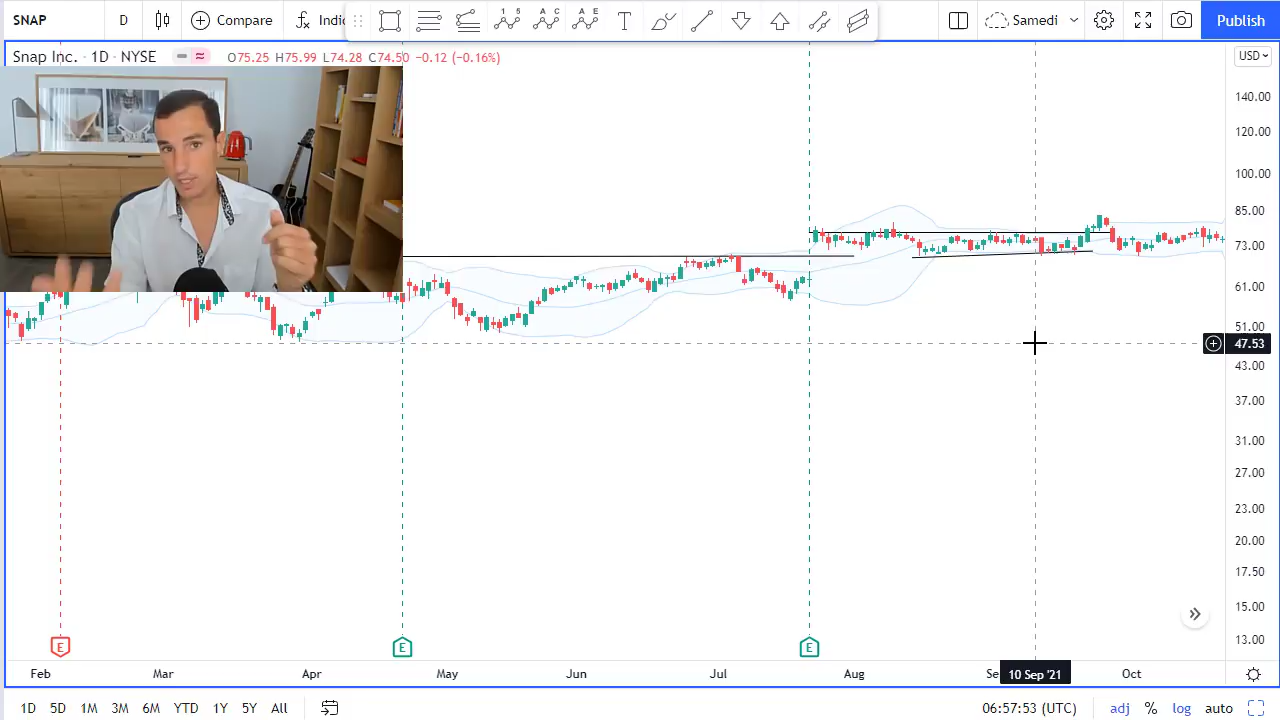 SNAP D Compare Indi T Samedi Publish
Snap Inc. · 1D · NYSE O75.25 H75.99 L74.28 C74.50 −0.12 (−0.16%)
USD
140.00
120.00
100.00
85.00
73.00
61.00
51.00
47.53
43.00
37.00
31.00
27.00
23.00
20.00
17.50
15.00
13.00
E E E
Feb Mar Apr May Jun Jul Aug Se 10 Sep '21 Oct
1D 5D 1M 3M 6M YTD 1Y 5Y All 06:57:53 (UTC) adj % log auto